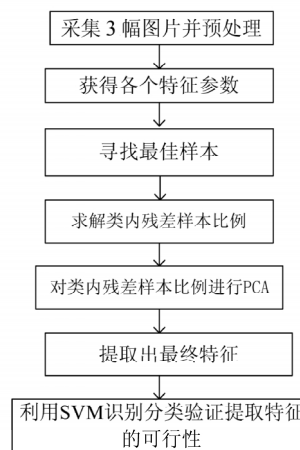 采集 3 幅图片并预处理
获得各个特征参数
寻找最佳样本
求解类内残差样本比例
对类内残差样本比例进行PCA
提取出最终特征
利用SVM识别分类验证提取特征
的可行性